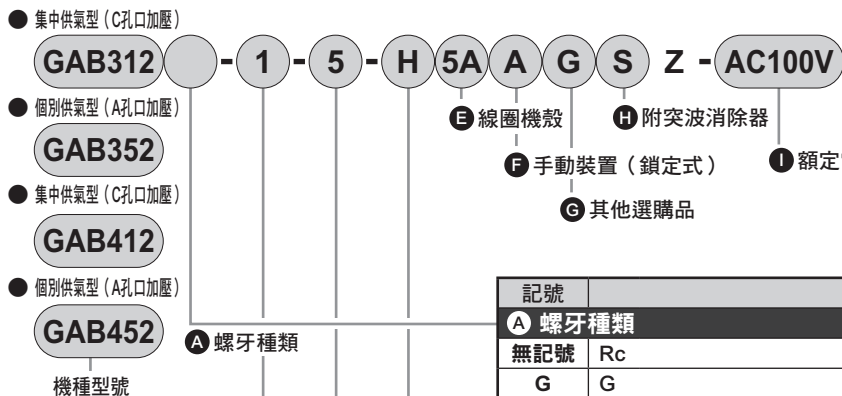 ● 集中供氣型（C孔口加壓）
GAB312 - 1 - 5 - H 5A A G S Z - AC100V
● 個別供氣型（A孔口加壓）
GAB352
● 集中供氣型（C孔口加壓）
GAB412
● 個別供氣型（A孔口加壓）
GAB452
機種型號
E 線圈機殼
H 附突波消除器
F 手動裝置（鎖定式）
I 額定
G 其他選購品
A 螺牙種類
記號
A 螺牙種類
無記號 Rc
G G